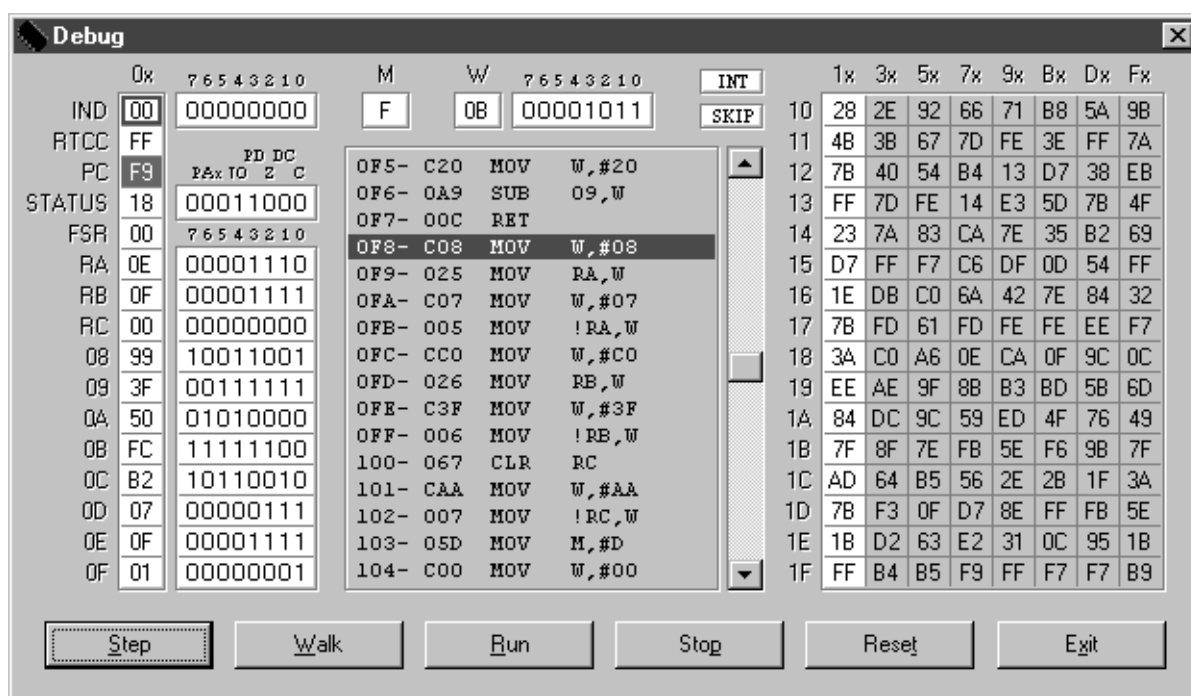 Debug
0x 7 6 5 4 3 2 1 0 M W 7 6 5 4 3 2 1 0 INT 1x 3x 5x 7x 9x Bx Dx Fx
IND 00 00000000 F 0B 00001011 SKIP 10 28 2E 92 66 71 B8 5A 9B
RTCC FF 11 4B 3B 67 7D FE 3E FF 7A
PD DC
PC F9 PAx TO Z C 0F5- C20 MOV W,#20 12 7B 40 54 B4 13 D7 38 EB
STATUS 18 00011000 0F6- 0A9 SUB 09,W 13 FF 7D FE 14 E3 5D 7B 4F
FSR 00 7 6 5 4 3 2 1 0 0F7- 00C RET 14 23 7A 83 CA 7E 35 B2 69
0F8- C08 MOV W,#08
RA 0E 00001110 0F9- 025 MOV RA,W 15 D7 FF F7 C6 DF 0D 54 FF
RB 0F 00001111 0FA- C07 MOV W,#07 16 1E DB C0 6A 42 7E 84 32
RC 00 00000000 0FB- 005 MOV !RA,W 17 7B FD 61 FD FE FE EE F7
08 99 10011001 0FC- CC0 MOV W,#C0 18 3A C0 A6 0E CA 0F 9C 0C
09 3F 00111111 0FD- 026 MOV RB,W 19 EE AE 9F 8B B3 BD 5B 6D
0A 50 01010000 0FE- C3F MOV W,#3F 1A 84 DC 9C 59 ED 4F 76 49
0B FC 11111100 0FF- 006 MOV !RB,W 1B 7F 8F 7E FB 5E F6 9B 7F
0C B2 10110010 100- 067 CLR RC 1C AD 64 B5 56 2E 2B 1F 3A
101- CAA MOV W,#AA
0D 07 00000111 102- 007 MOV !RC,W 1D 7B F3 0F D7 8E FF FB 5E
0E 0F 00001111 103- 05D MOV M,#D 1E 1B D2 63 E2 31 0C 95 1B
0F 01 00000001 104- C00 MOV W,#00 1F FF B4 B5 F9 FF F7 F7 B9
Step Walk Run Stop Reset Exit